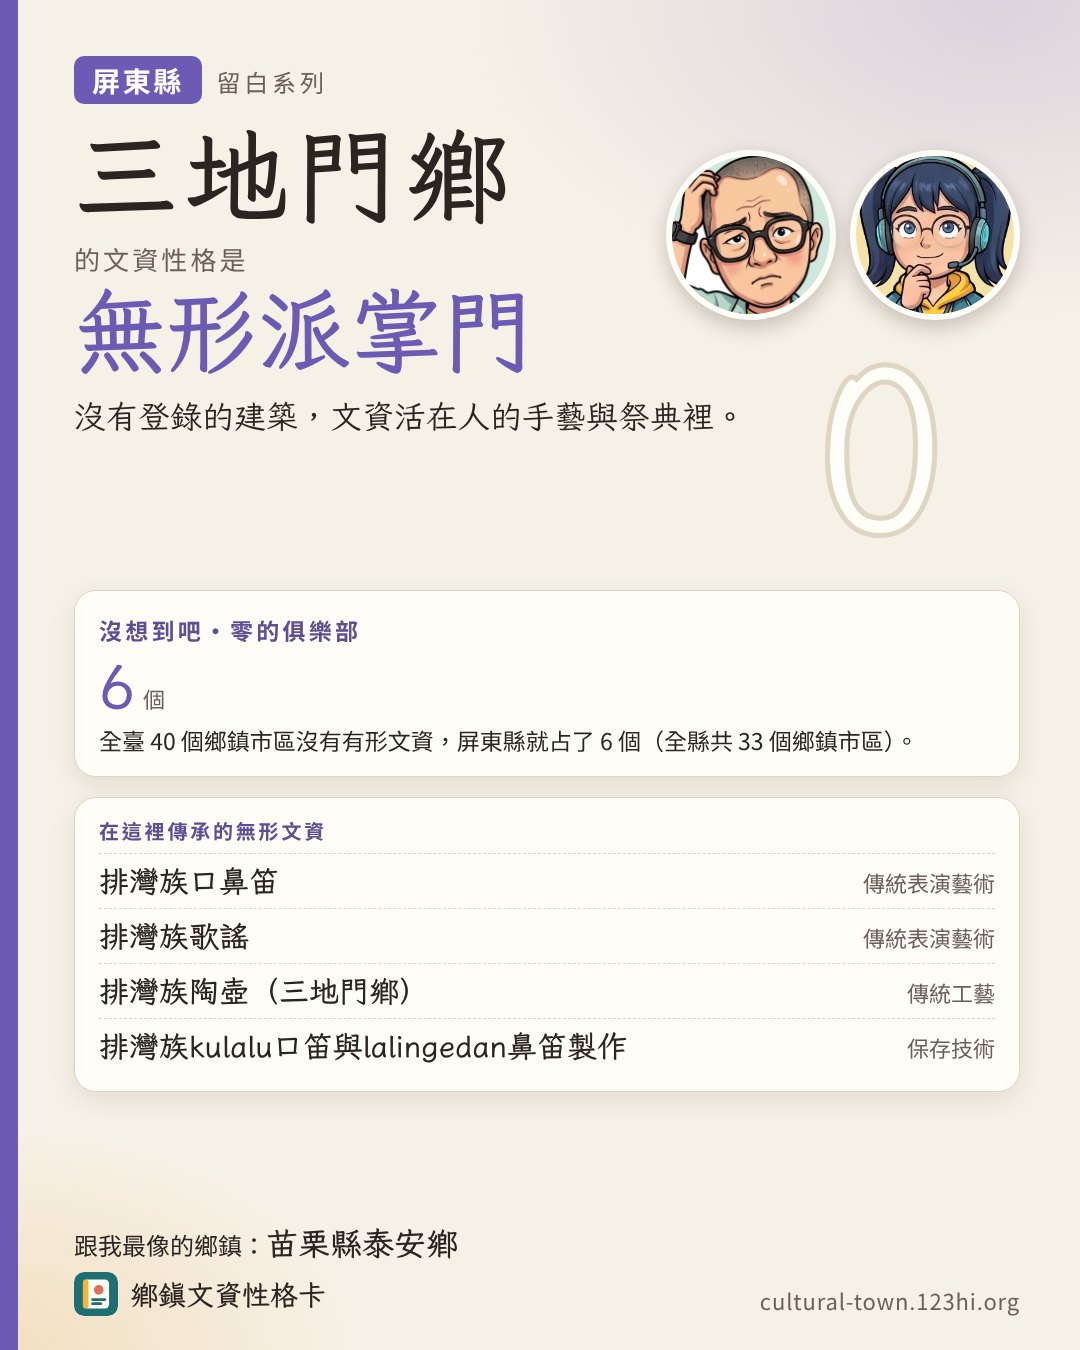 屏東縣 留白系列
三地門鄉
的文資性格是
無形派掌門
沒有登錄的建築，文資活在人的手藝與祭典裡。
0
沒想到吧・零的俱樂部
6 個
全臺 40 個鄉鎮市區沒有有形文資，屏東縣就占了 6 個（全縣共 33 個鄉鎮市區）。
在這裡傳承的無形文資
排灣族口鼻笛 傳統表演藝術
排灣族歌謠 傳統表演藝術
排灣族陶壺（三地門鄉） 傳統工藝
排灣族kulalu口笛與lalingedan鼻笛製作 保存技術
跟我最像的鄉鎮：苗栗縣泰安鄉
鄉鎮文資性格卡
cultural-town.123hi.org